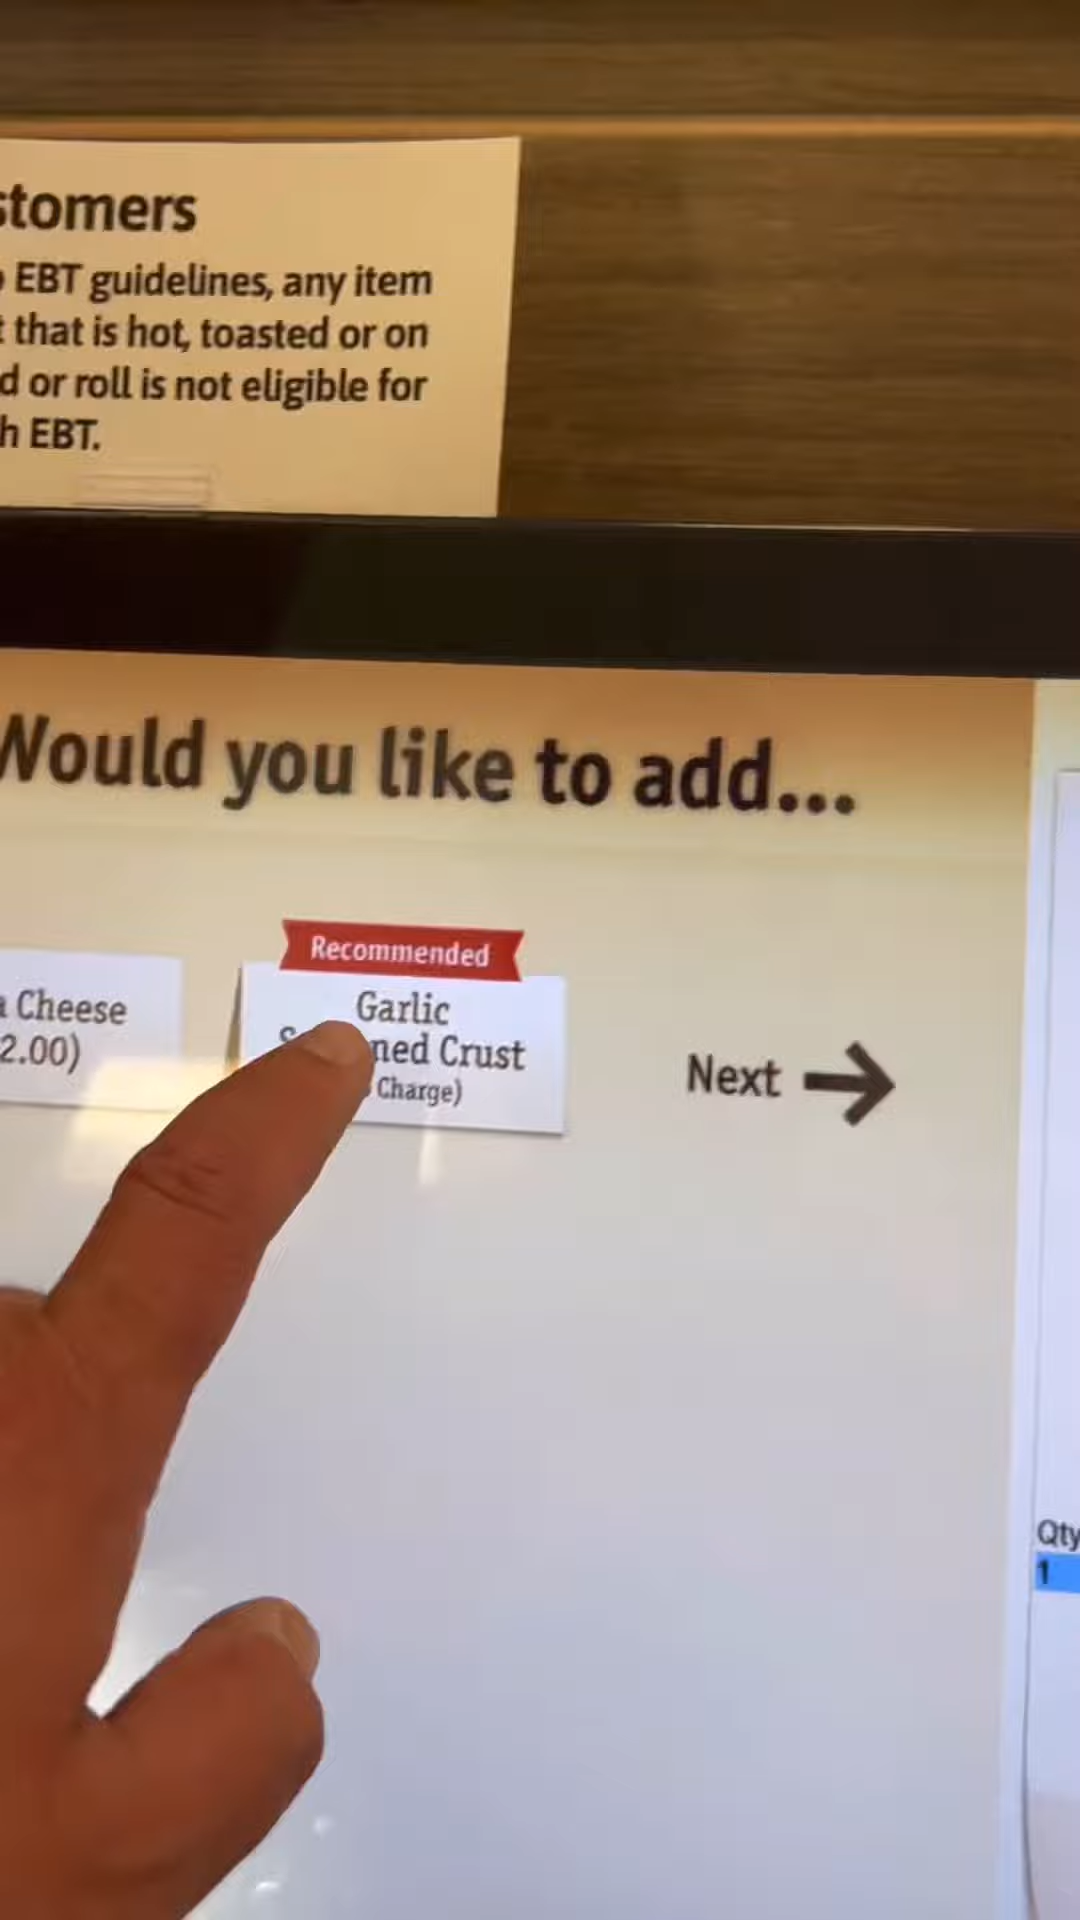 stomers
EBT guidelines, any item
that is hot, toasted or on
d or roll is not eligible for
h EBT.
Would you like to add...
Recommended
a Cheese
2.00)
Garlic
ned Crust
Charge)
Next
Qty
1